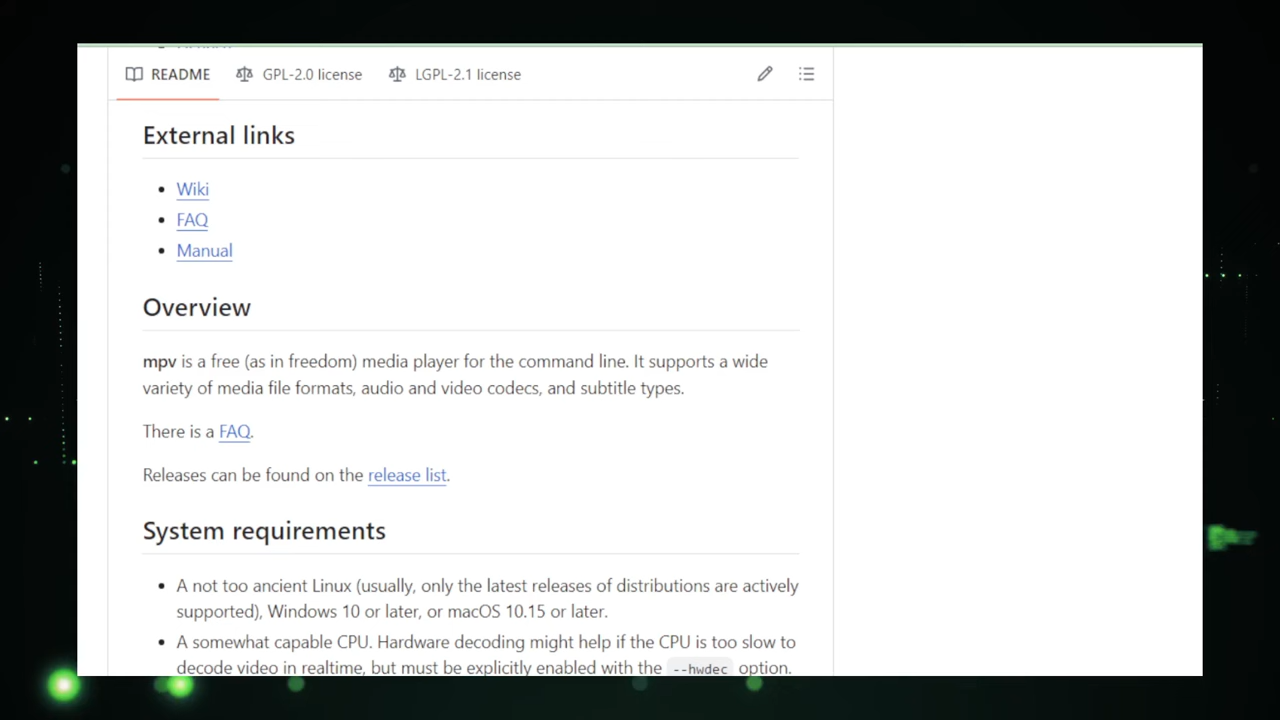 README GPL-2.0 license LGPL-2.1 license
External links
Wiki
FAQ
Manual
Overview
mpv is a free (as in freedom) media player for the command line. It supports a wide
variety of media file formats, audio and video codecs, and subtitle types.
There is a FAQ.
Releases can be found on the release list.
System requirements
A not too ancient Linux (usually, only the latest releases of distributions are actively
supported), Windows 10 or later, or macOS 10.15 or later.
A somewhat capable CPU. Hardware decoding might help if the CPU is too slow to
decode video in realtime, but must be explicitly enabled with the --hwdec option.